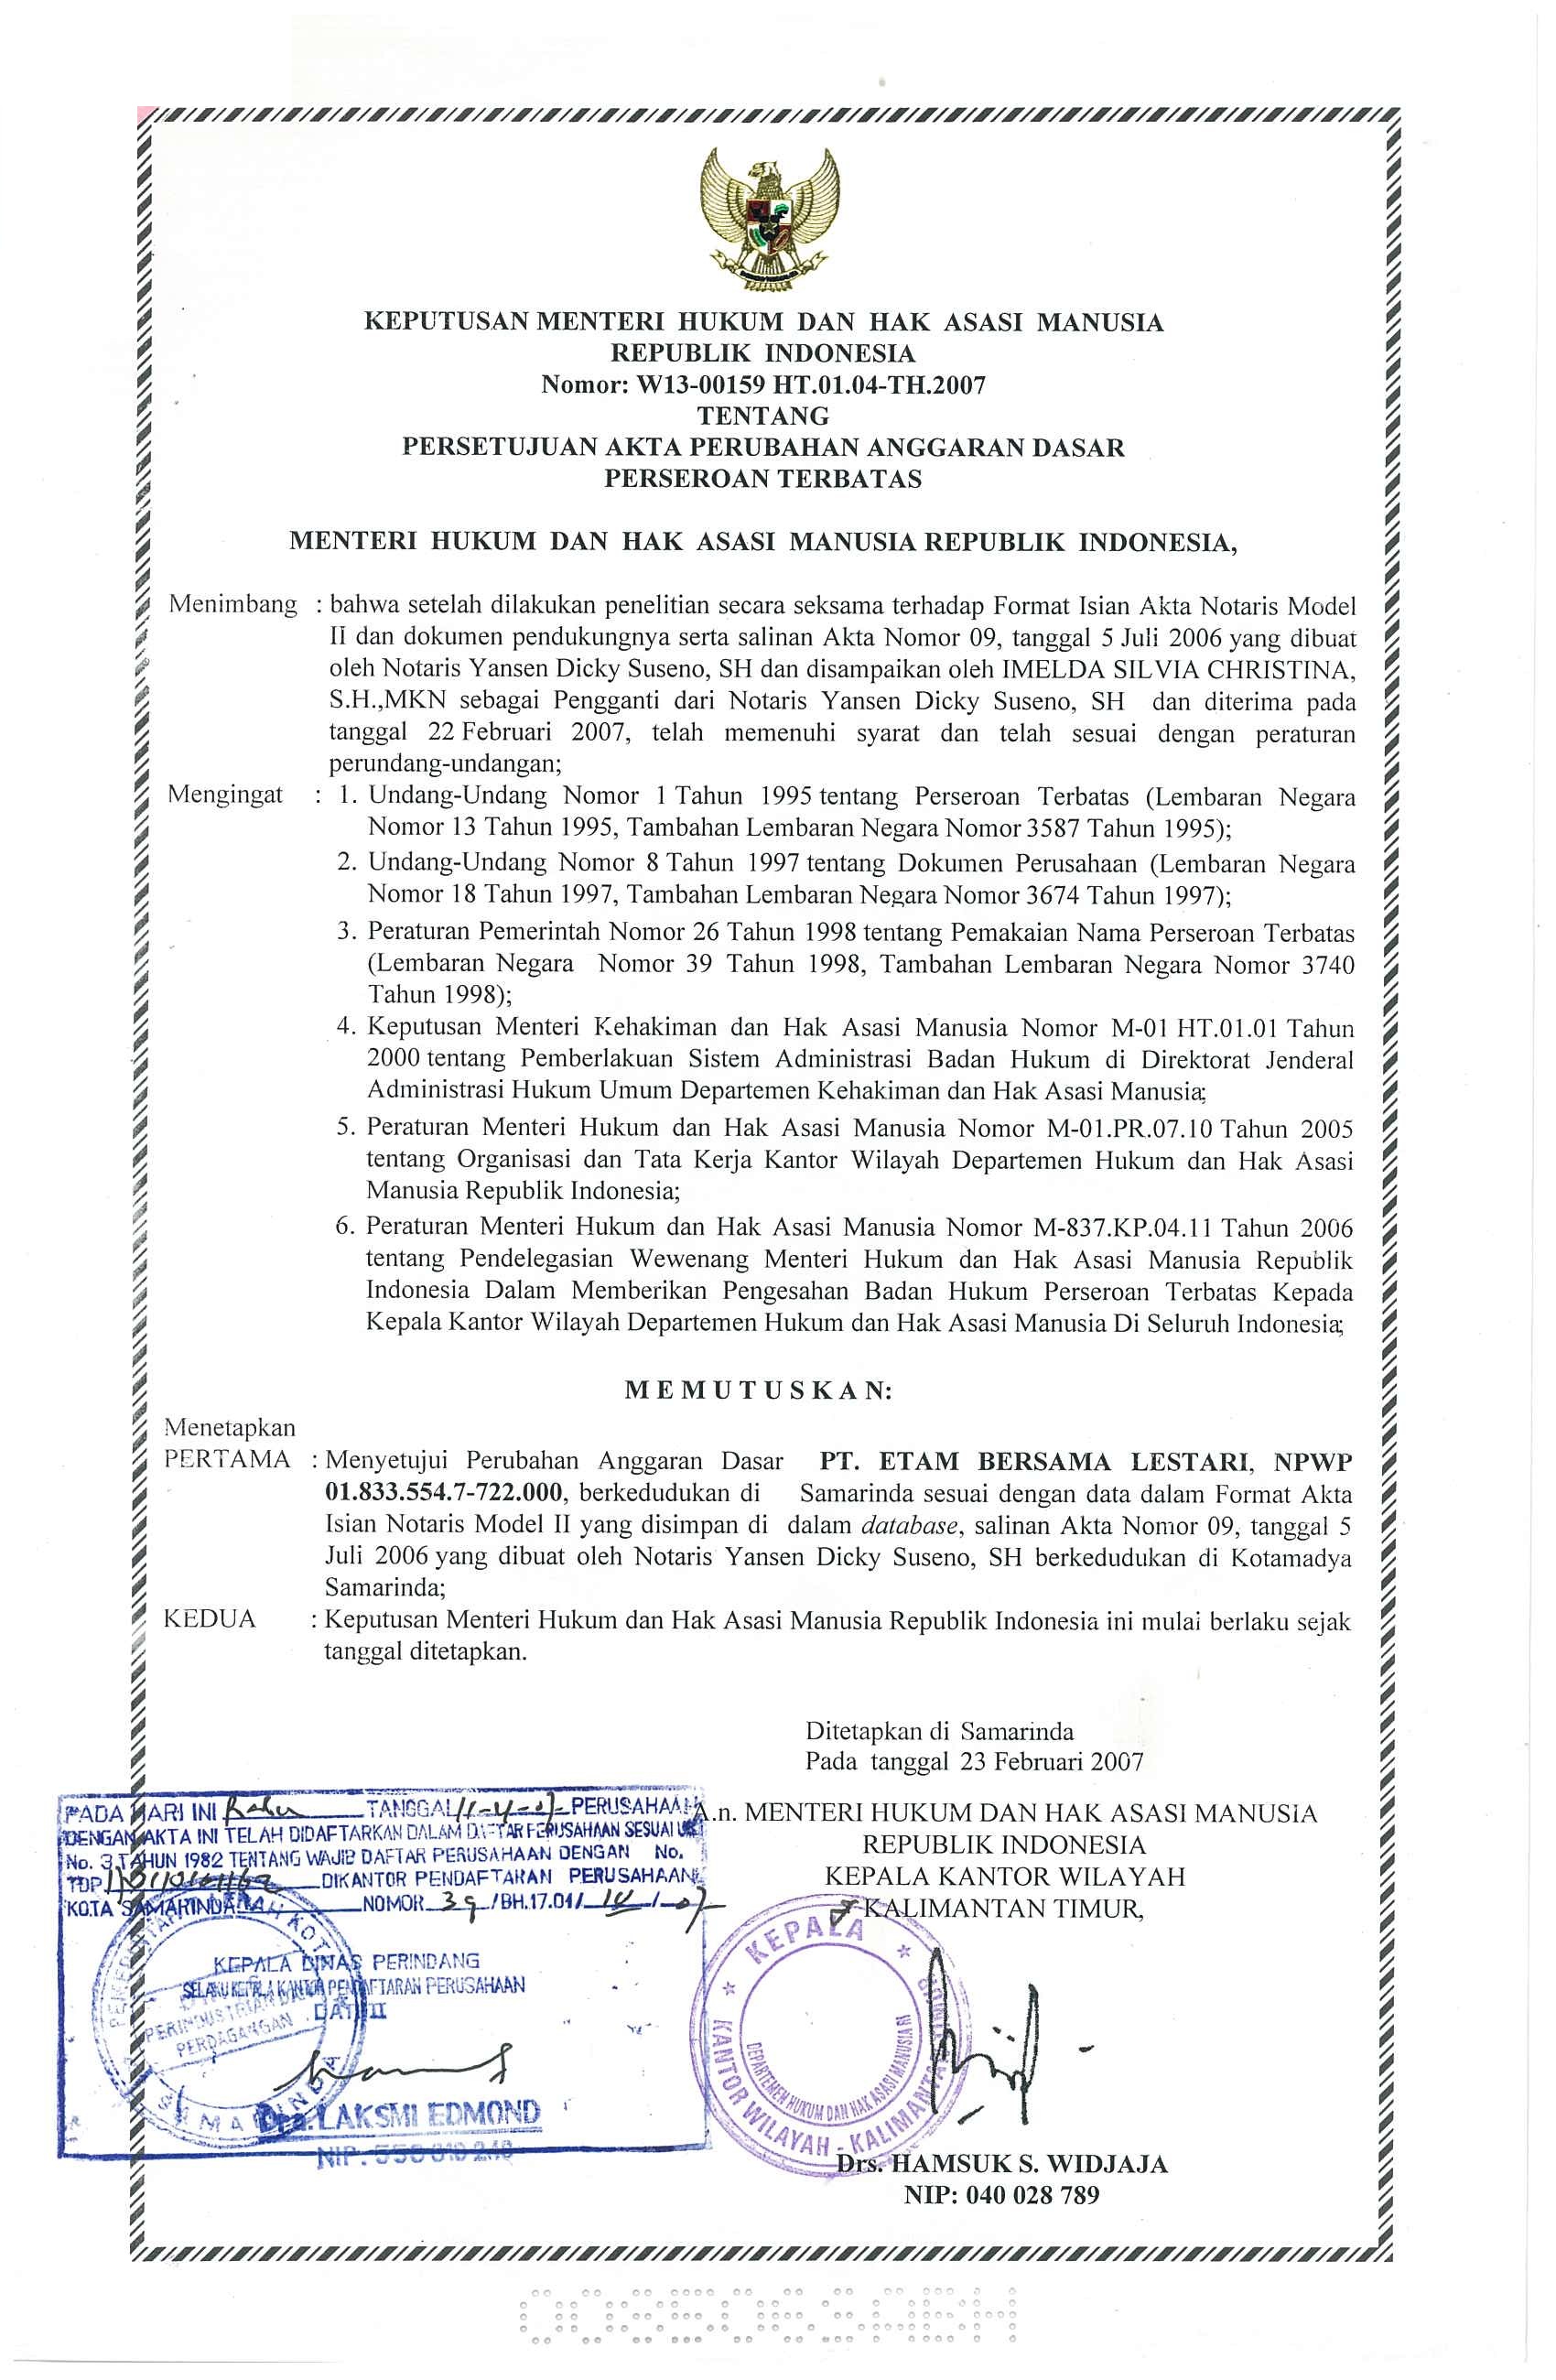 KEPUTUSAN MENTERI HUKUM DAN HAK ASASI MANUSIA
REPUBLIK INDONESIA
Nomor: W13-00159 HT.01.04-TH.2007
TENTANG
PERSETUJUAN AKTA PERUBAHAN ANGGARAN DASAR
PERSEROAN TERBATAS
MENTERI HUKUM DAN HAK ASASI MANUSIA REPUBLIK INDONESIA,
Menimbang : bahwa setelah dilakukan penelitian secara seksama terhadap Format Isian Akta Notaris Model
II dan dokumen pendukungnya serta salinan Akta Nomor 09, tanggal 5 Juli 2006 yang dibuat
oleh Notaris Yansen Dicky Suseno, SH dan disampaikan oleh IMELDA SILVIA CHRISTINA,
S.H.,MKN sebagai Pengganti dari Notaris Yansen Dicky Suseno, SH dan diterima pada
tanggal 22 Februari 2007, telah memenuhi syarat dan telah sesuai dengan peraturan
perundang-undangan;
Mengingat : 1. Undang-Undang Nomor 1 Tahun 1995 tentang Perseroan Terbatas (Lembaran Negara
Nomor 13 Tahun 1995, Tambahan Lembaran Negara Nomor 3587 Tahun 1995);
2. Undang-Undang Nomor 8 Tahun 1997 tentang Dokumen Perusahaan (Lembaran Negara
Nomor 18 Tahun 1997, Tambahan Lembaran Negara Nomor 3674 Tahun 1997);
3. Peraturan Pemerintah Nomor 26 Tahun 1998 tentang Pemakaian Nama Perseroan Terbatas
(Lembaran Negara Nomor 39 Tahun 1998, Tambahan Lembaran Negara Nomor 3740
Tahun 1998);
4. Keputusan Menteri Kehakiman dan Hak Asasi Manusia Nomor M-01 HT.01.01 Tahun
2000 tentang Pemberlakuan Sistem Administrasi Badan Hukum di Direktorat Jenderal
Administrasi Hukum Umum Departemen Kehakiman dan Hak Asasi Manusia;
5. Peraturan Menteri Hukum dan Hak Asasi Manusia Nomor M-01.PR.07.10 Tahun 2005
tentang Organisasi dan Tata Kerja Kantor Wilayah Departemen Hukum dan Hak Asasi
Manusia Republik Indonesia;
6. Peraturan Menteri Hukum dan Hak Asasi Manusia Nomor M-837.KP.04.11 Tahun 2006
tentang Pendelegasian Wewenang Menteri Hukum dan Hak Asasi Manusia Republik
Indonesia Dalam Memberikan Pengesahan Badan Hukum Perseroan Terbatas Kepada
Kepala Kantor Wilayah Departemen Hukum dan Hak Asasi Manusia Di Seluruh Indonesia;
M E M U T U S K A N:
Menetapkan
PERTAMA : Menyetujui Perubahan Anggaran Dasar PT. ETAM BERSAMA LESTARI, NPWP
01.833.554.7-722.000, berkedudukan di Samarinda sesuai dengan data dalam Format Akta
Isian Notaris Model II yang disimpan di dalam database, salinan Akta Nomor 09, tanggal 5
Juli 2006 yang dibuat oleh Notaris Yansen Dicky Suseno, SH berkedudukan di Kotamadya
Samarinda;
KEDUA : Keputusan Menteri Hukum dan Hak Asasi Manusia Republik Indonesia ini mulai berlaku sejak
tanggal ditetapkan.
Ditetapkan di Samarinda
Pada tanggal 23 Februari 2007
A.n. MENTERI HUKUM DAN HAK ASASI MANUSIA
REPUBLIK INDONESIA
KEPALA KANTOR WILAYAH
KALIMANTAN TIMUR,
KEPALA
KANTOR WILAYAH - KALIMANTAN TIMUR
DEPARTEMEN HUKUM DAN HAK ASASI MANUSIA RI
Drs. HAMSUK S. WIDJAJA
NIP: 040 028 789
PADA HARI INI Rabu TANGGAL 11-4-07 PERUSAHAAN
DENGAN AKTA INI TELAH DIDAFTARKAN DALAM DAFTAR PERUSAHAAN SESUAI UU
No. 3 TAHUN 1982 TENTANG WAJIB DAFTAR PERUSAHAAN DENGAN No.
TDP DIKANTOR PENDAFTARAN PERUSAHAAN
KOTA SAMARINDA NOMOR 39 /BH.17.01/ IV / 07
KEPALA DINAS PERINDANG
SELAKU KEPALA KANTOR PENDAFTARAN PERUSAHAAN
DATI II
PEMERINTAH DAERAH KOTA
PERINDUSTRIAN DAN
PERDAGANGAN
SAMARINDA
Dra. LAKSMI EDMOND